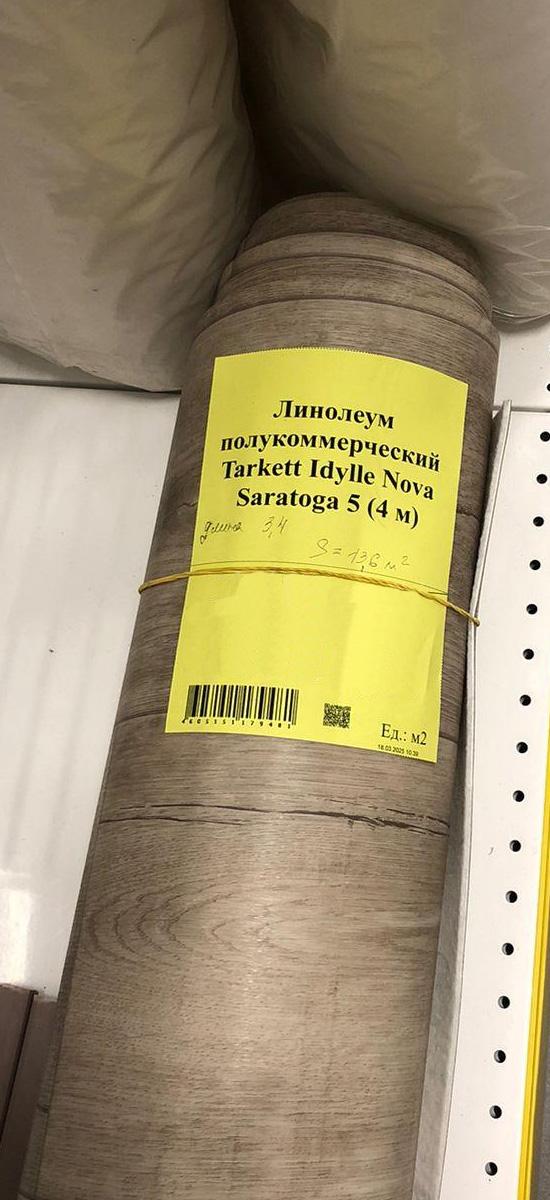 Линолеум
полукоммерческий
Tarkett Idylle Nova
Saratoga 5 (4 м)
длина 3,4
S = 13,6 м²
4605151179481
Ед.: м2
18.03.2025 10:39